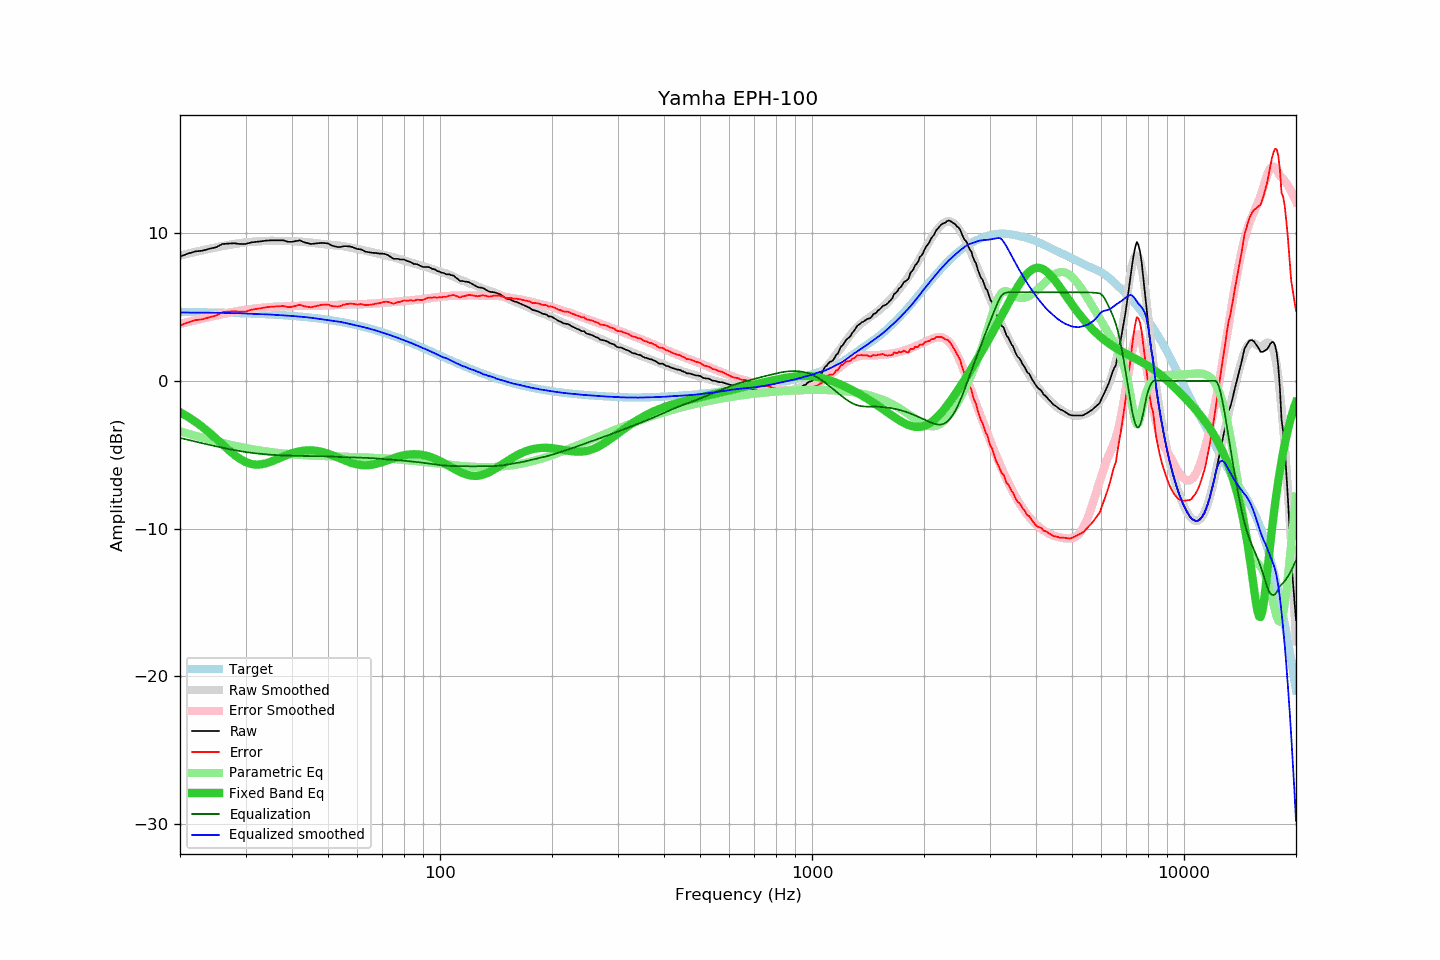 Yamha EPH-100
10
0
−10
−20
−30
Amplitude (dBr)
Target
Raw Smoothed
Error Smoothed
Raw
Error
Parametric Eq
Fixed Band Eq
Equalization
Equalized smoothed
100
1000
10000
Frequency (Hz)